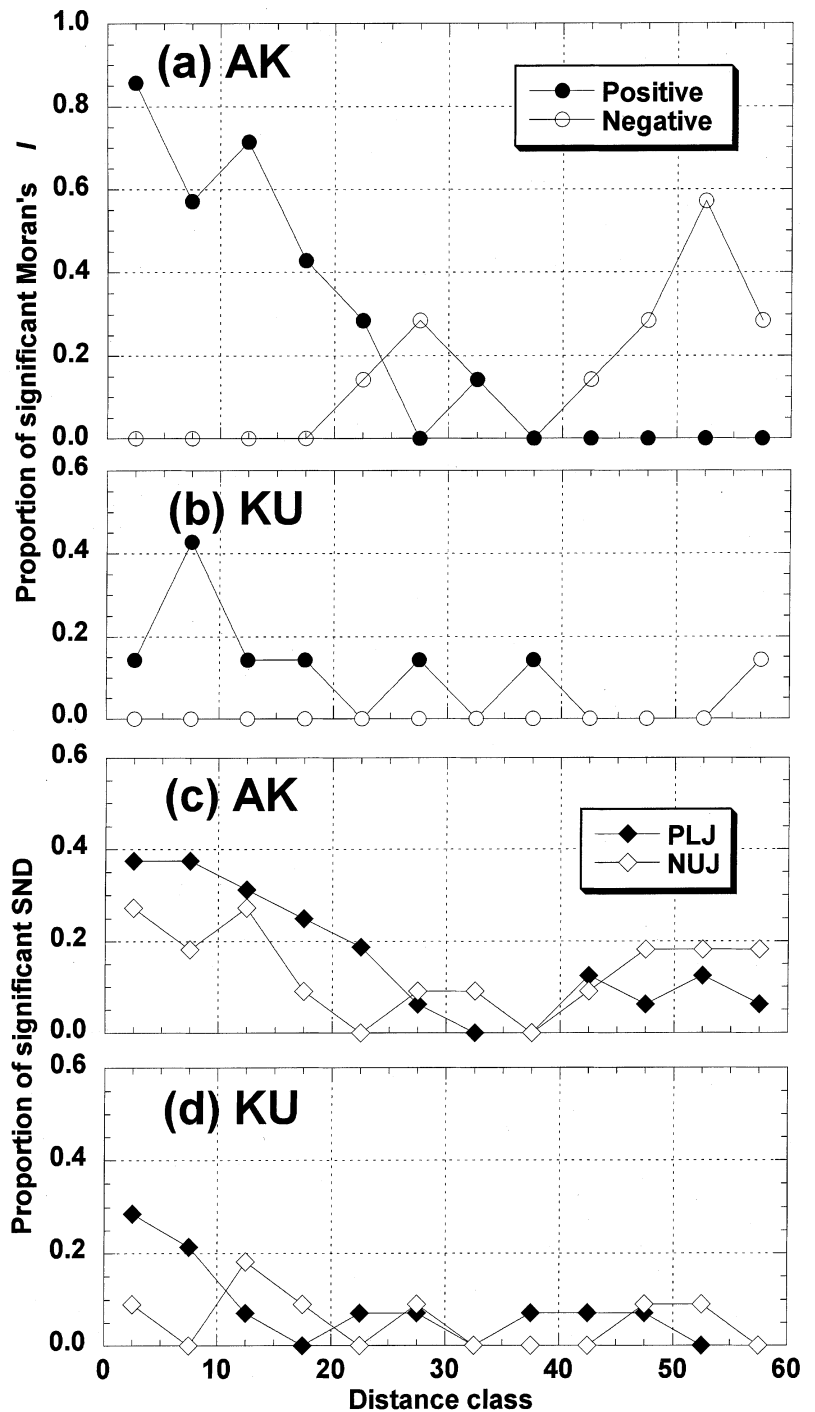 Proportion of significant Moran's I
1.0
0.8
0.6
0.4
0.2
0.0
(a) AK
Positive
Negative
0.6
0.4
0.2
0.0
(b) KU
Proportion of significant SND
0.6
0.4
0.2
0.0
(c) AK
PLJ
NUJ
0.6
0.4
0.2
0.0
(d) KU
0 10 20 30 40 50 60
Distance class